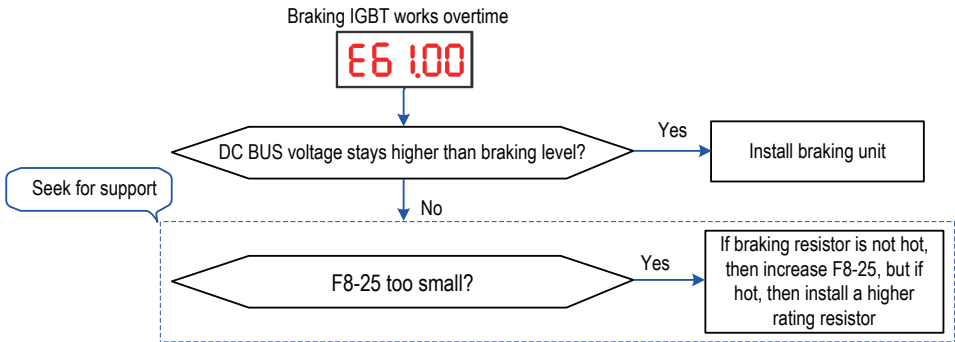 Braking IGBT works overtime
E61.00
DC BUS voltage stays higher than braking level?
Yes
Install braking unit
Seek for support
No
F8-25 too small?
Yes
If braking resistor is not hot,
then increase F8-25, but if
hot, then install a higher
rating resistor